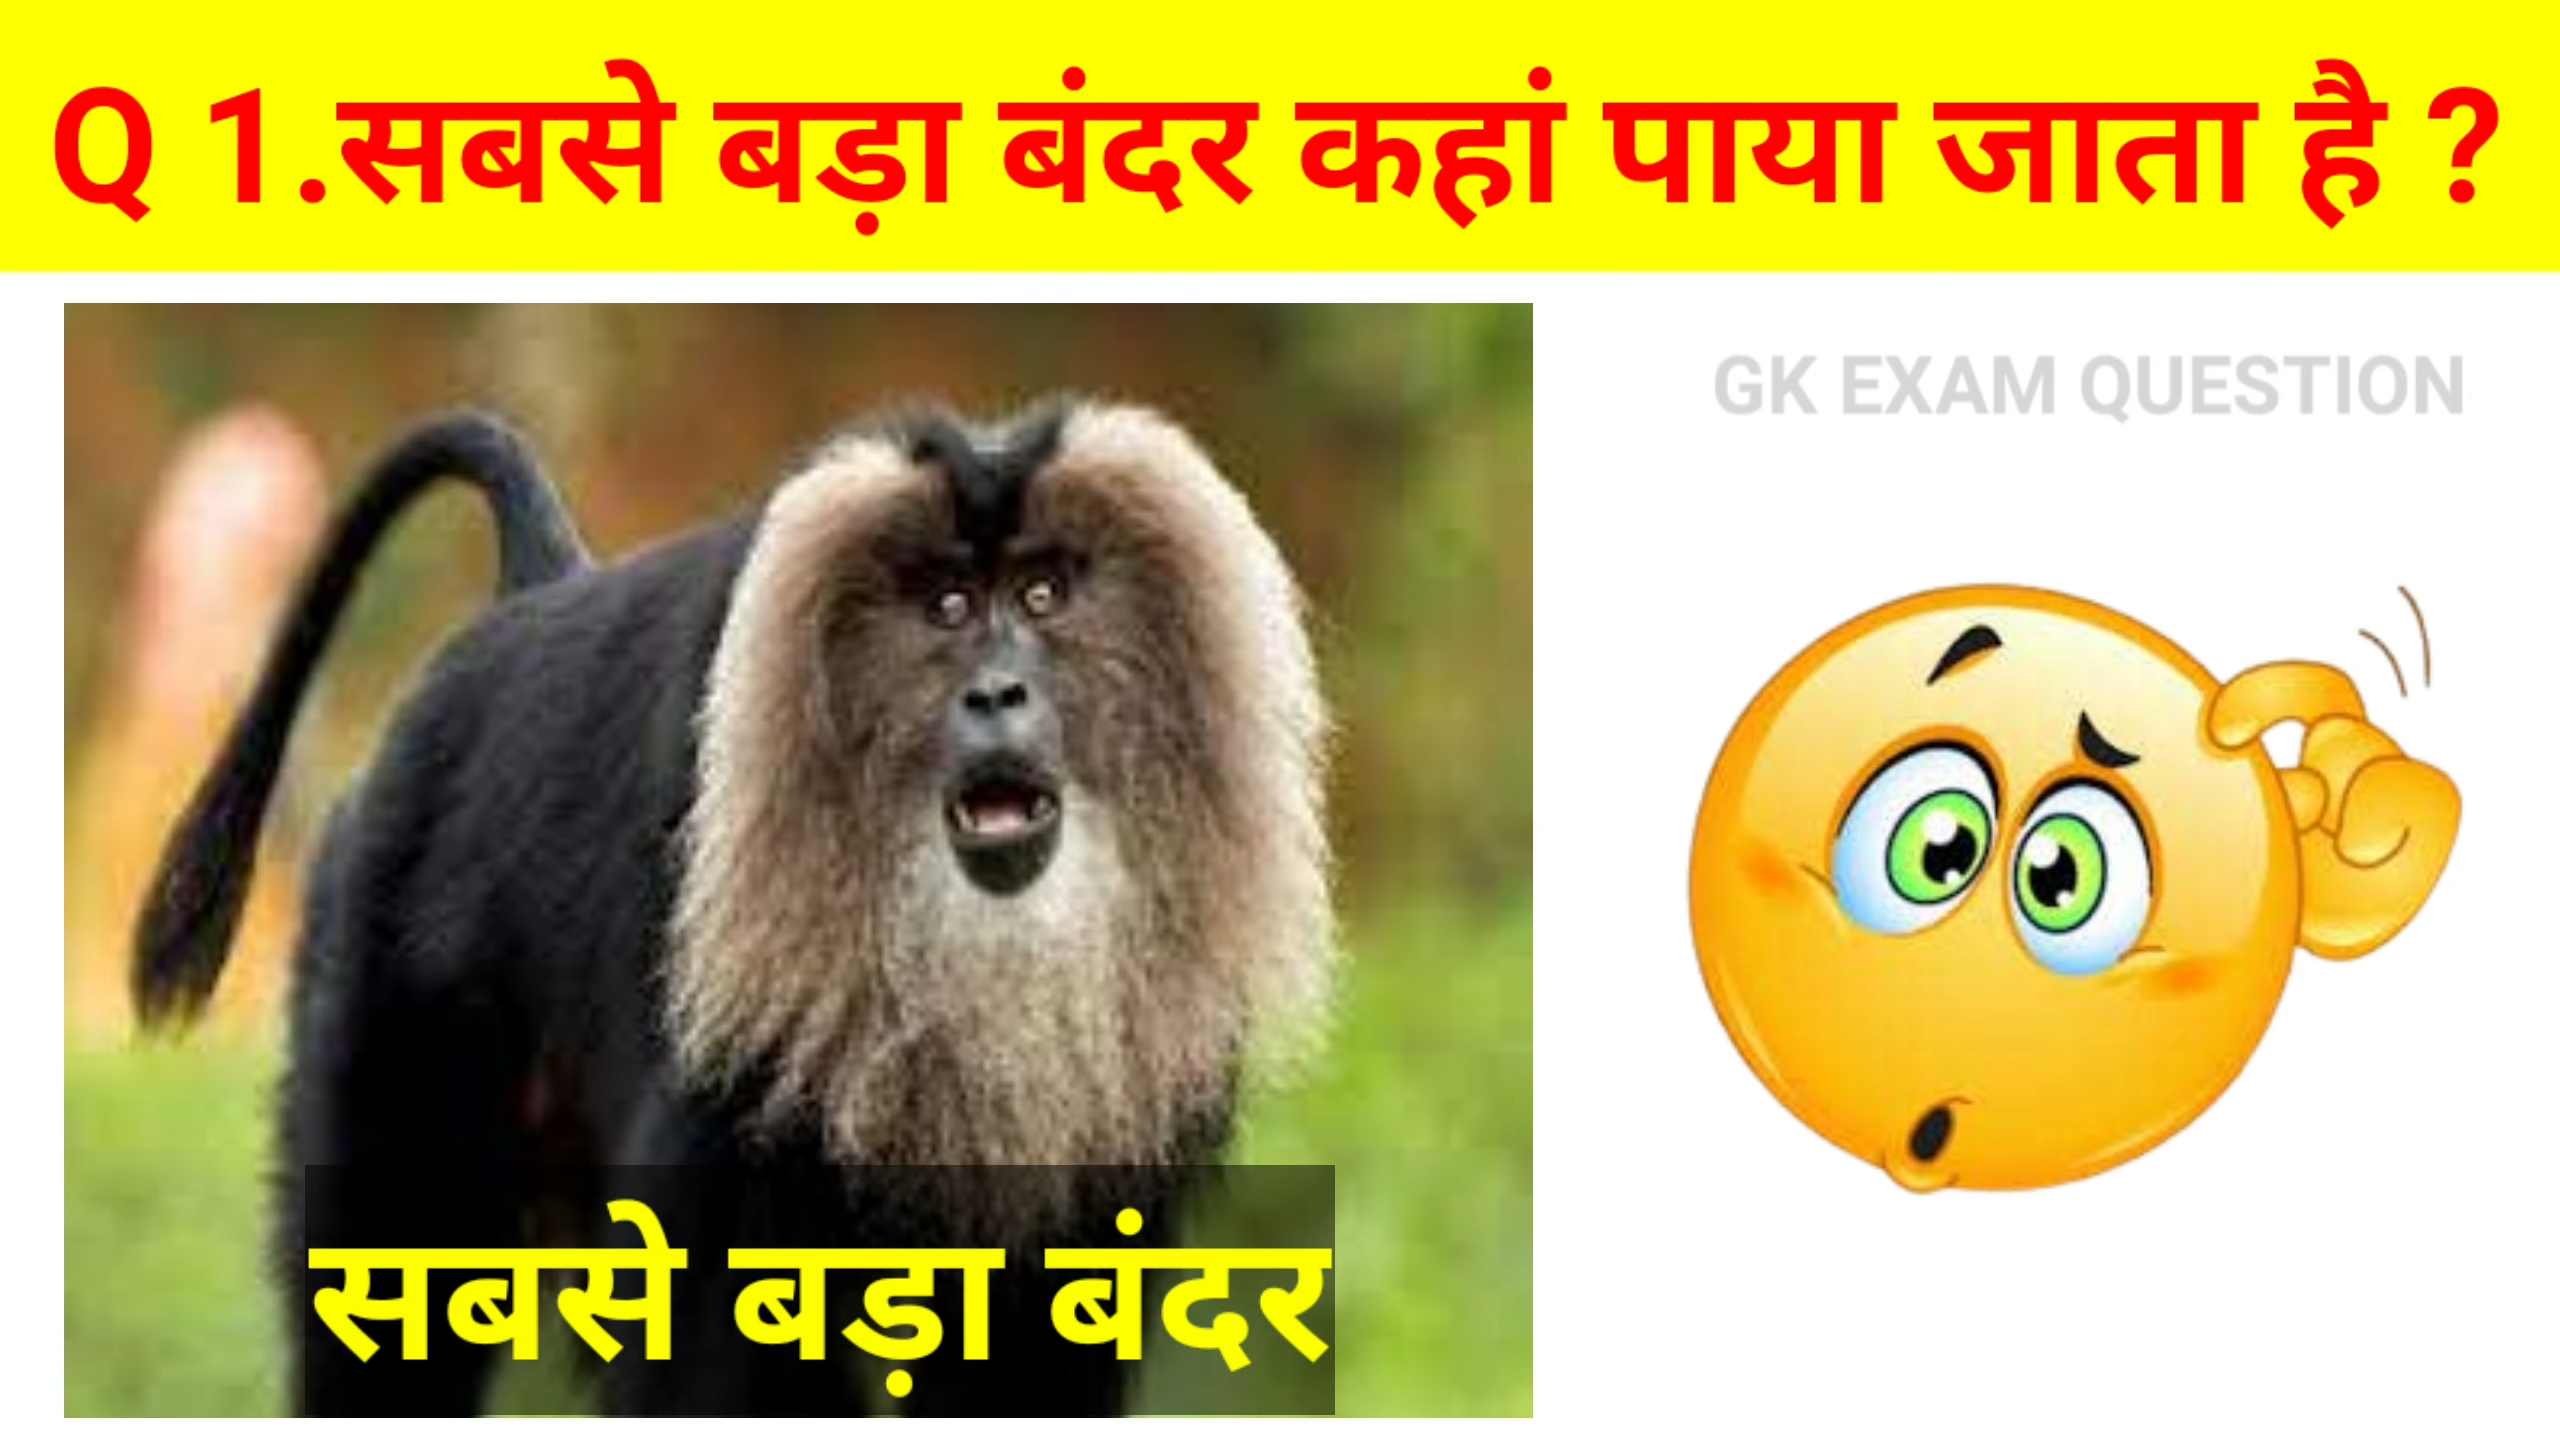 Q 1.सबसे बड़ा बंदर कहां पाया जाता है ?
GK EXAM QUESTION
सबसे बड़ा बंदर